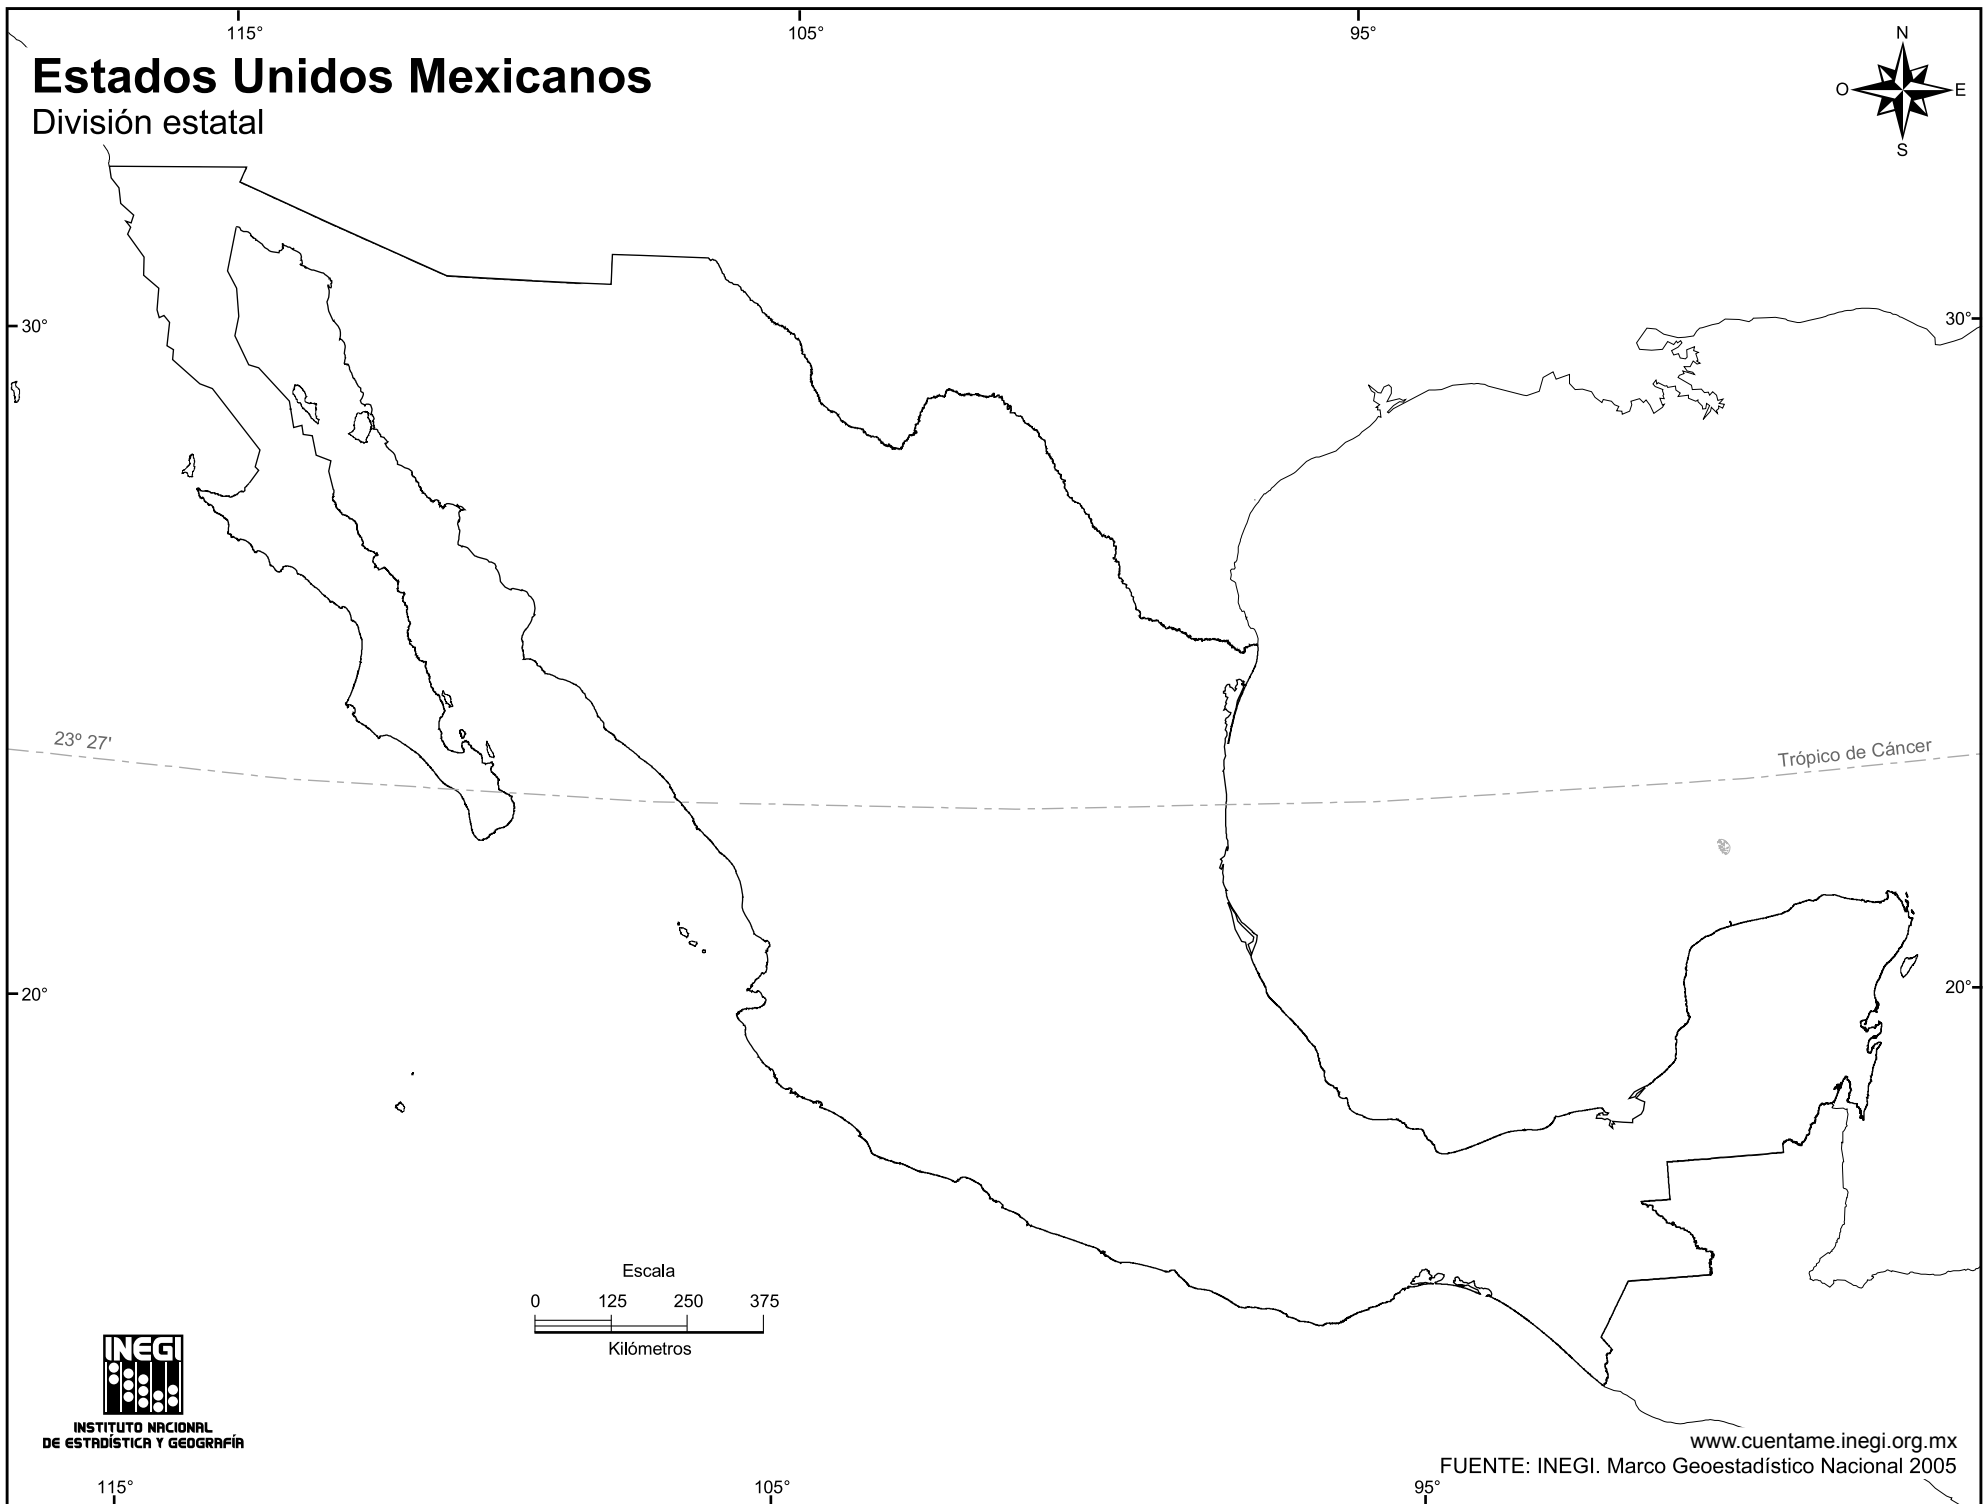 115° 105° 95°
Estados Unidos Mexicanos
División estatal
N
O E
S
30° 30°
23º 27'
Trópico de Cáncer
20° 20°
Escala
0 125 250 375
Kilómetros
INEGI
INSTITUTO NACIONAL
DE ESTADÍSTICA Y GEOGRAFÍA
www.cuentame.inegi.org.mx
FUENTE: INEGI. Marco Geoestadístico Nacional 2005
115° 105° 95°